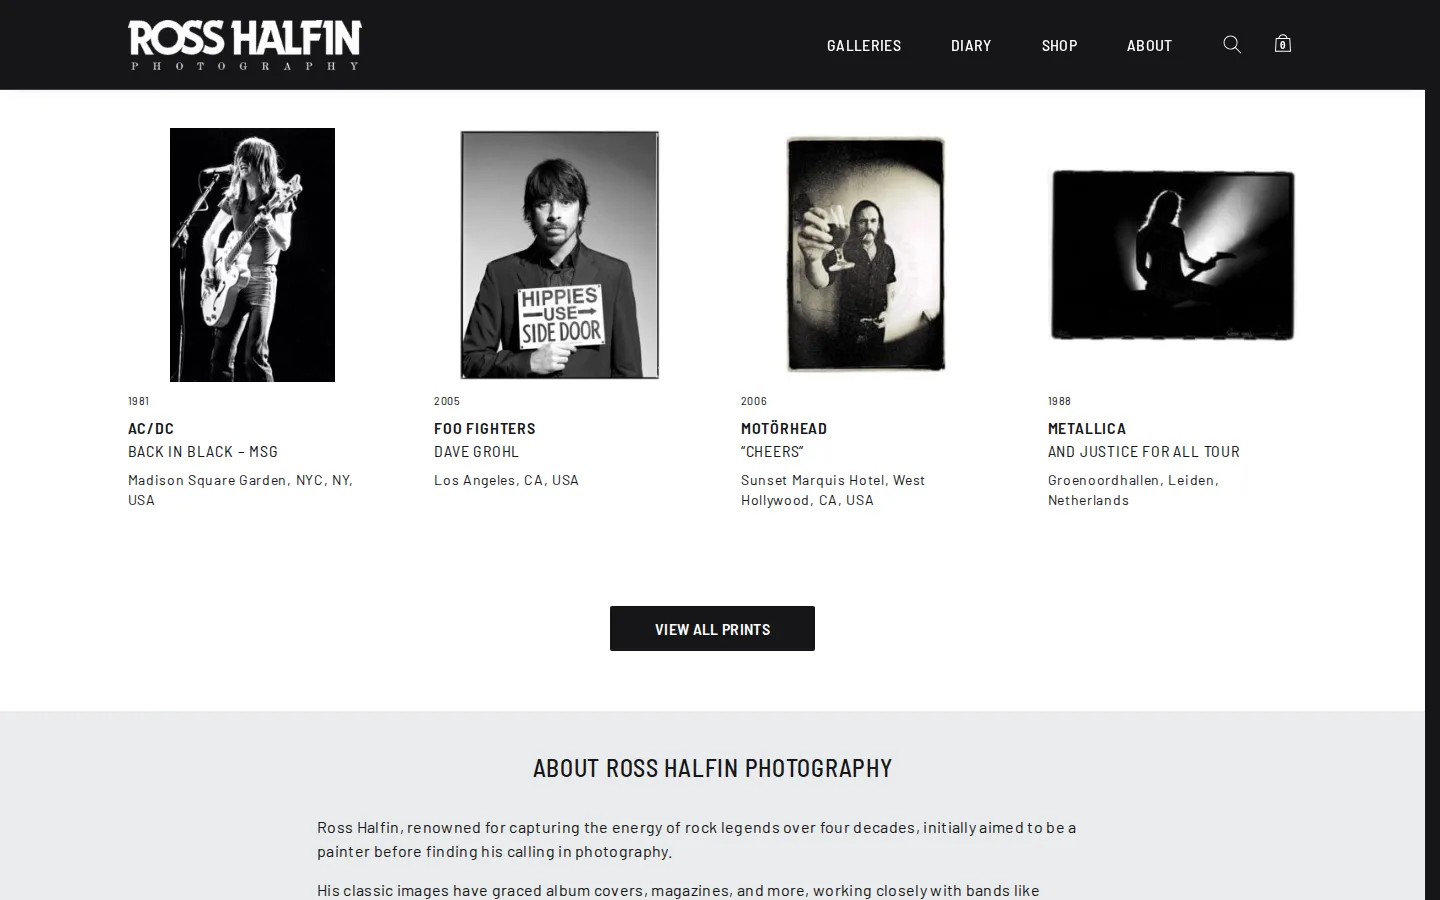 ROSS HALFIN
PHOTOGRAPHY
GALLERIES
DIARY
SHOP
ABOUT
0
HIPPIES
USE
SIDE DOOR
1981
AC/DC
BACK IN BLACK – MSG
Madison Square Garden, NYC, NY,
USA
2005
FOO FIGHTERS
DAVE GROHL
Los Angeles, CA, USA
2006
MOTÖRHEAD
“CHEERS”
Sunset Marquis Hotel, West
Hollywood, CA, USA
1988
METALLICA
AND JUSTICE FOR ALL TOUR
Groenoordhallen, Leiden,
Netherlands
VIEW ALL PRINTS
ABOUT ROSS HALFIN PHOTOGRAPHY
Ross Halfin, renowned for capturing the energy of rock legends over four decades, initially aimed to be a
painter before finding his calling in photography.
His classic images have graced album covers, magazines, and more, working closely with bands like